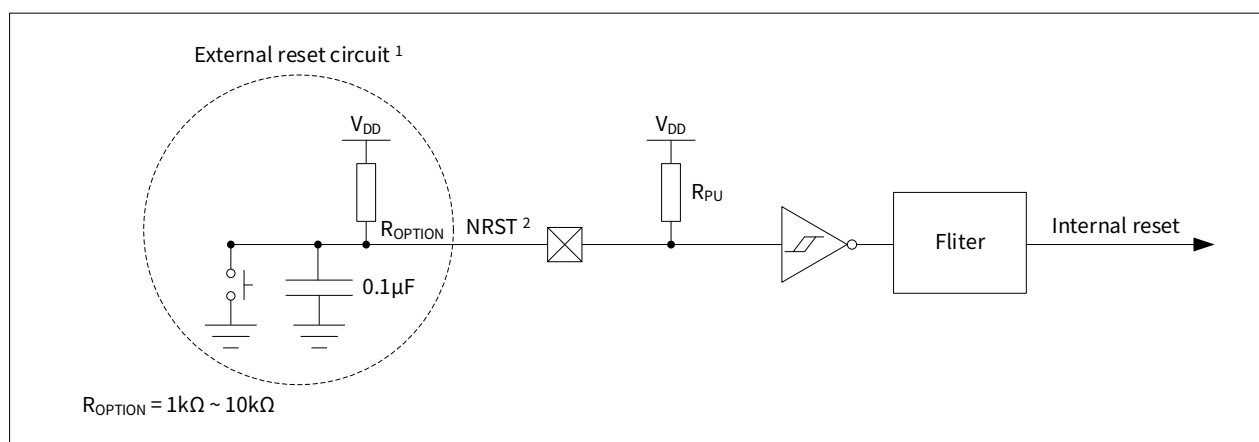 External reset circuit 1
VDD
VDD
ROPTION
NRST 2
RPU
Fliter
Internal reset
0.1μF
ROPTION = 1kΩ ~ 10kΩ